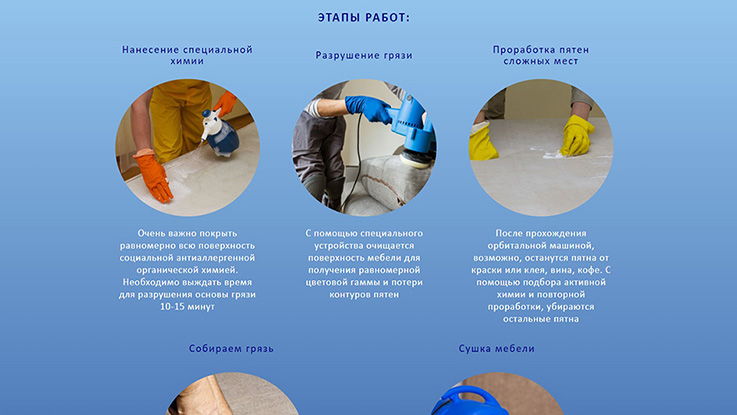 ЭТАПЫ РАБОТ:
Нанесение специальной
химии
Очень важно покрыть
равномерно всю поверхность
социальной антиаллергенной
органической химией.
Необходимо выждать время
для разрушения основы грязи
10-15 минут
Разрушение грязи
С помощью специального
устройства очищается
поверхность мебели для
получения равномерной
цветовой гаммы и потери
контуров пятен
Проработка пятен
сложных мест
После прохождения
орбитальной машиной,
возможно, останутся пятна от
краски или клея, вина, кофе. С
помощью подбора активной
химии и повторной
проработки, убираются
остальные пятна
Собираем грязь
Сушка мебели